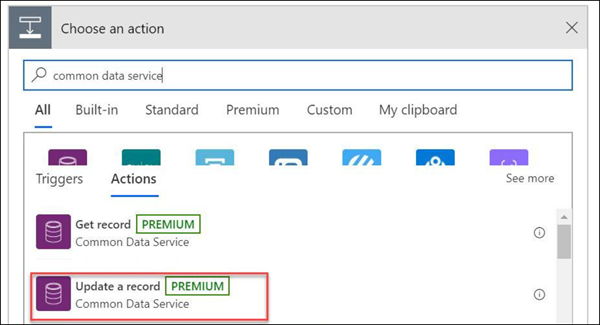 Choose an action
common data service
All Built-in Standard Premium Custom My clipboard
Triggers Actions See more
Get record PREMIUM
Common Data Service
Update a record PREMIUM
Common Data Service